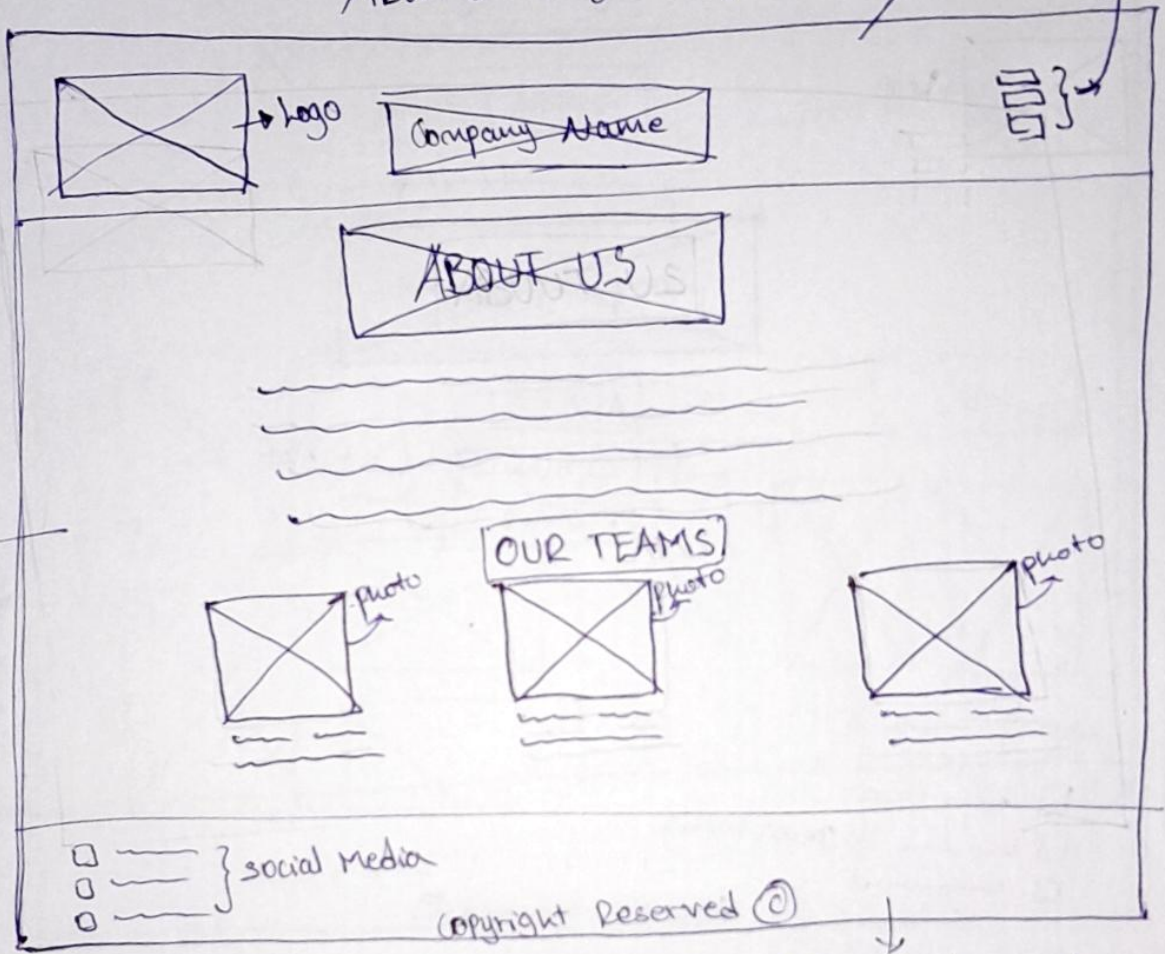 Logo
Company Name
ABOUT US
OUR TEAMS
photo
photo
photo
social Media
Copyright Reserved ©